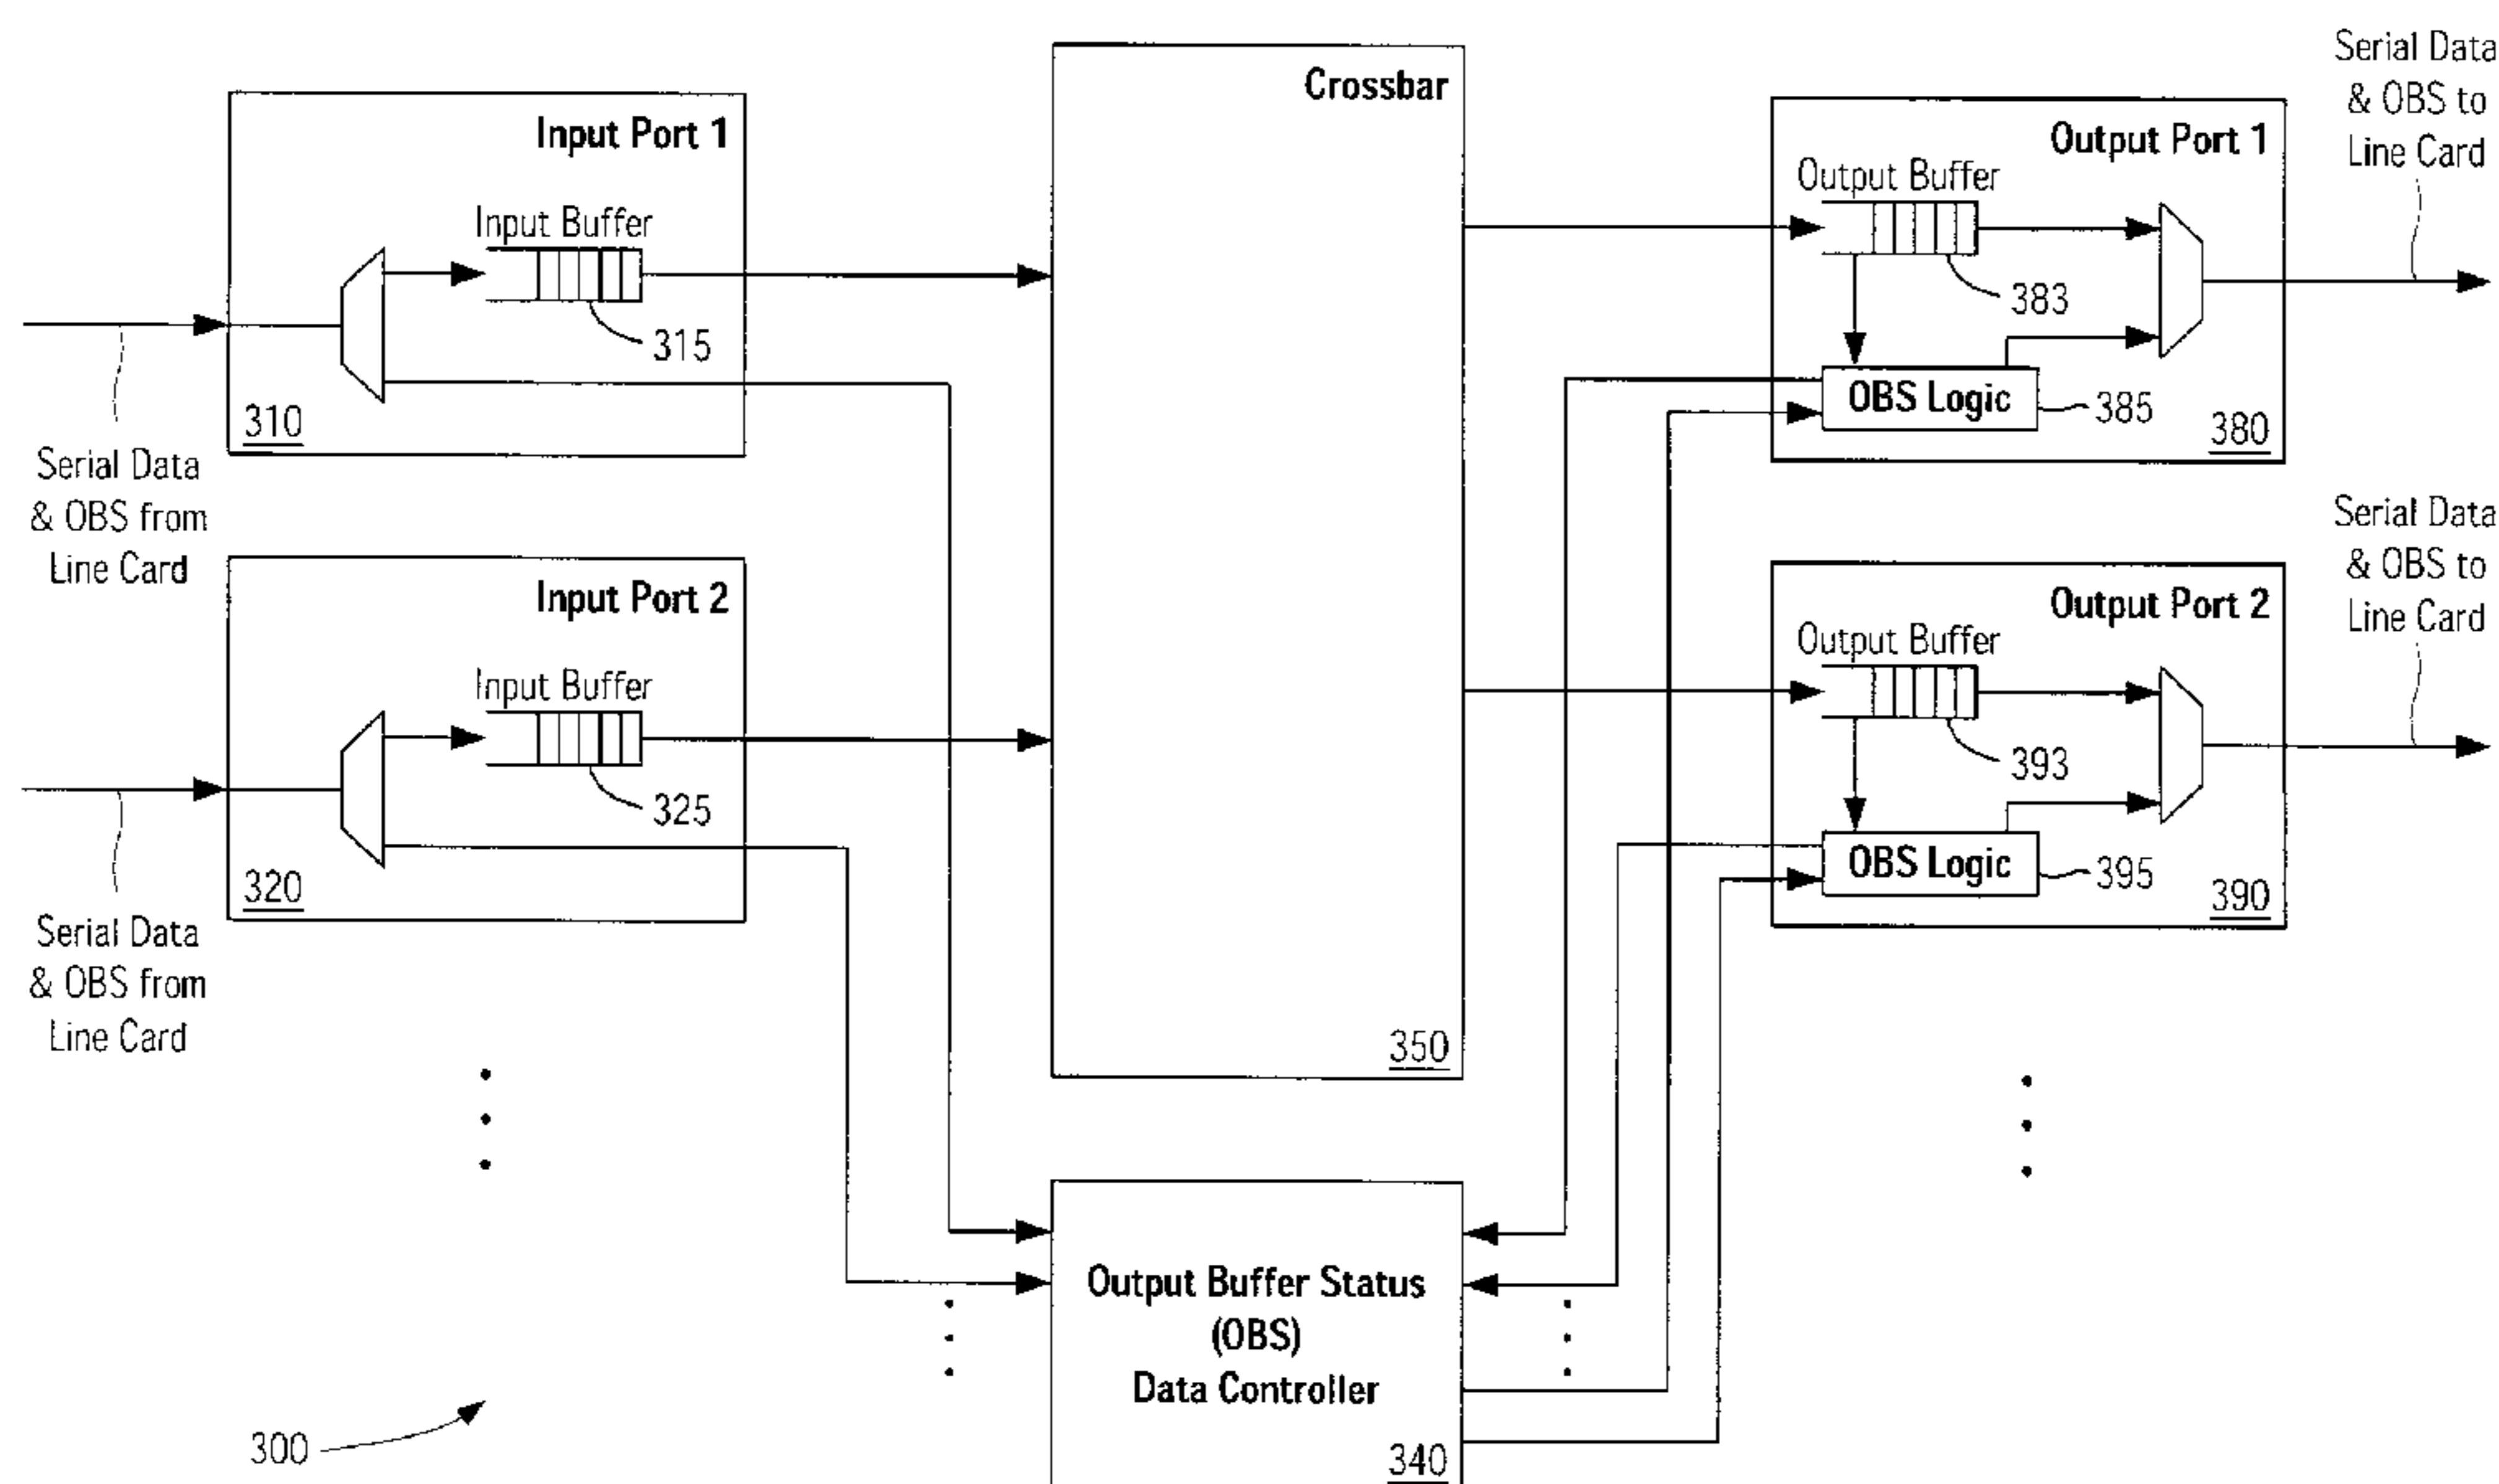 Crossbar
350
Input Port 1
Input Buffer
315
310
Serial Data
& OBS from
Line Card
Input Port 2
Input Buffer
325
320
Serial Data
& OBS from
Line Card
Output Port 1
Output Buffer
383
OBS Logic
385
380
Serial Data
& OBS to
Line Card
Output Port 2
Output Buffer
393
OBS Logic
395
390
Serial Data
& OBS to
Line Card
Output Buffer Status
(OBS)
Data Controller
340
300